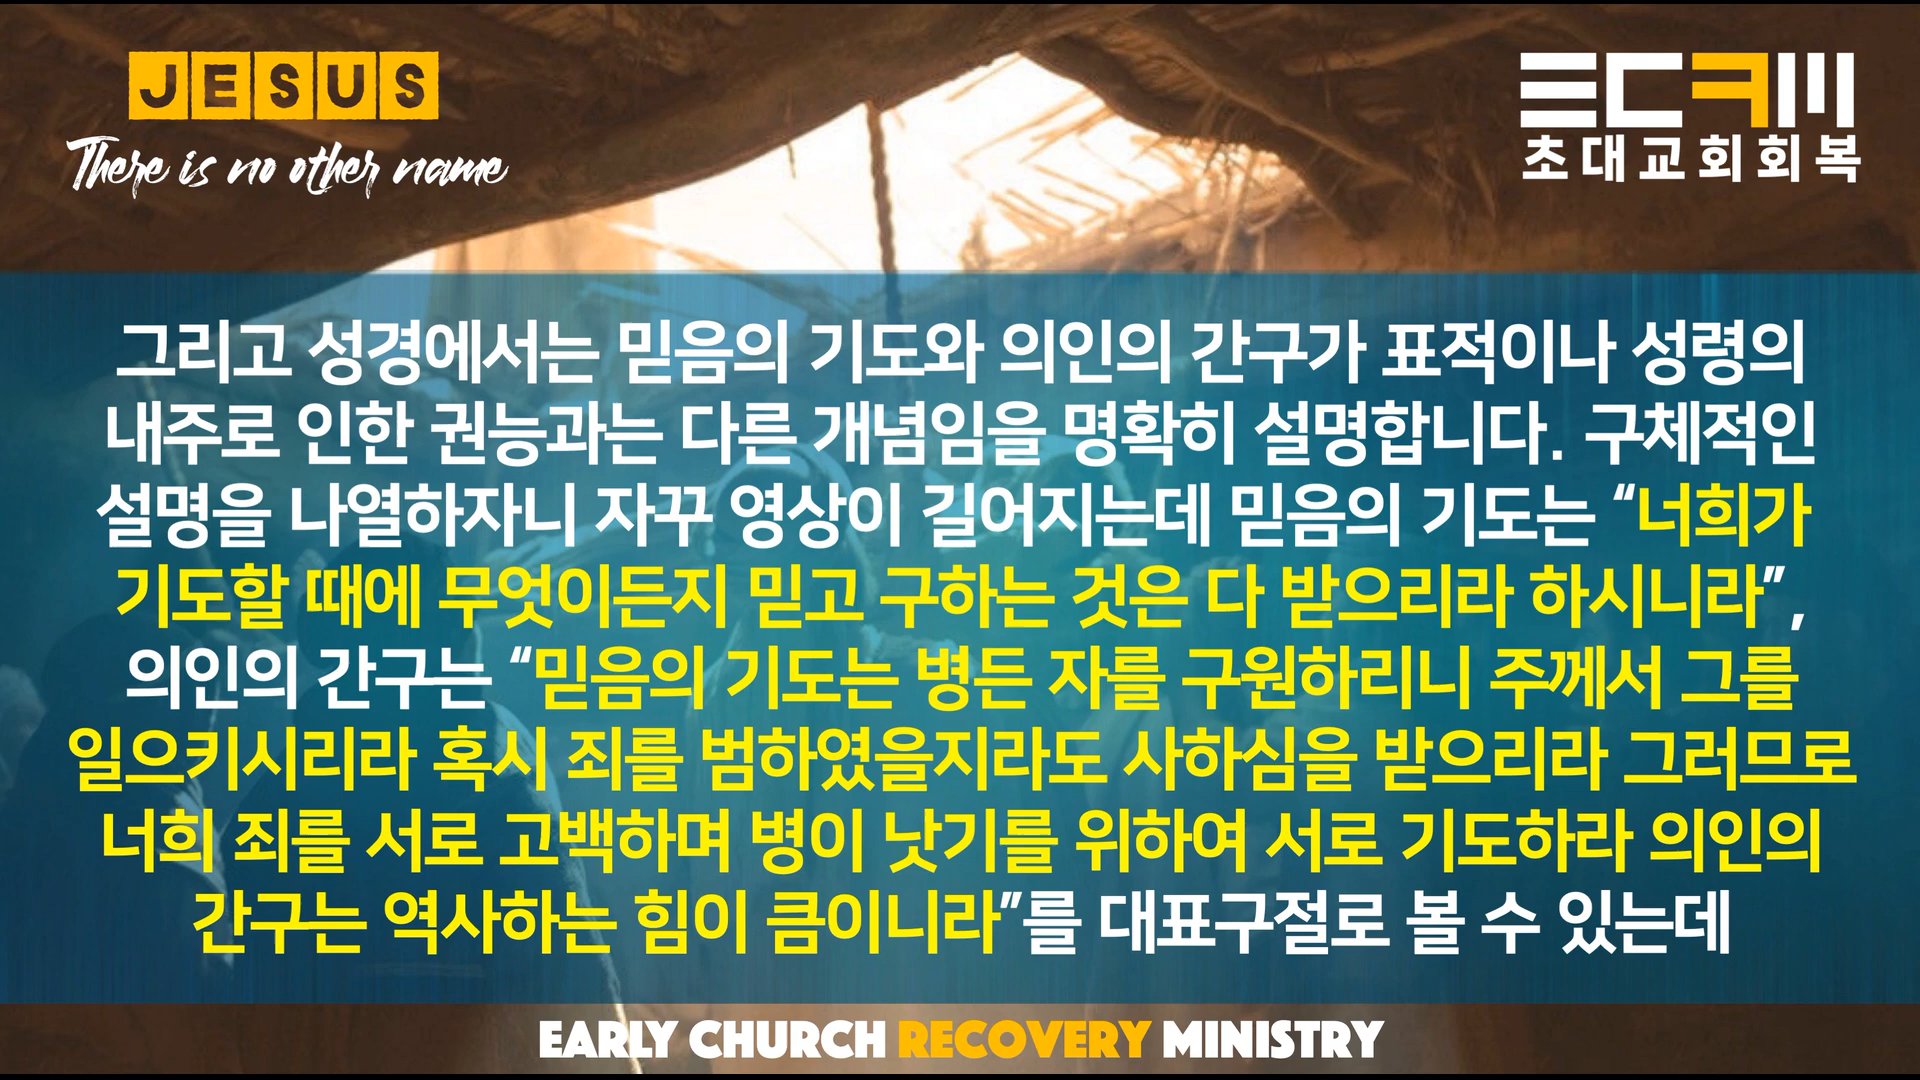 JESUS
There is no other name
초대교회회복
그리고 성경에서는 믿음의 기도와 의인의 간구가 표적이나 성령의
내주로 인한 권능과는 다른 개념임을 명확히 설명합니다. 구체적인
설명을 나열하자니 자꾸 영상이 길어지는데 믿음의 기도는 “너희가
기도할 때에 무엇이든지 믿고 구하는 것은 다 받으리라 하시니라”,
의인의 간구는 “믿음의 기도는 병든 자를 구원하리니 주께서 그를
일으키시리라 혹시 죄를 범하였을지라도 사하심을 받으리라 그러므로
너희 죄를 서로 고백하며 병이 낫기를 위하여 서로 기도하라 의인의
간구는 역사하는 힘이 큼이니라”를 대표구절로 볼 수 있는데
EARLY CHURCH RECOVERY MINISTRY